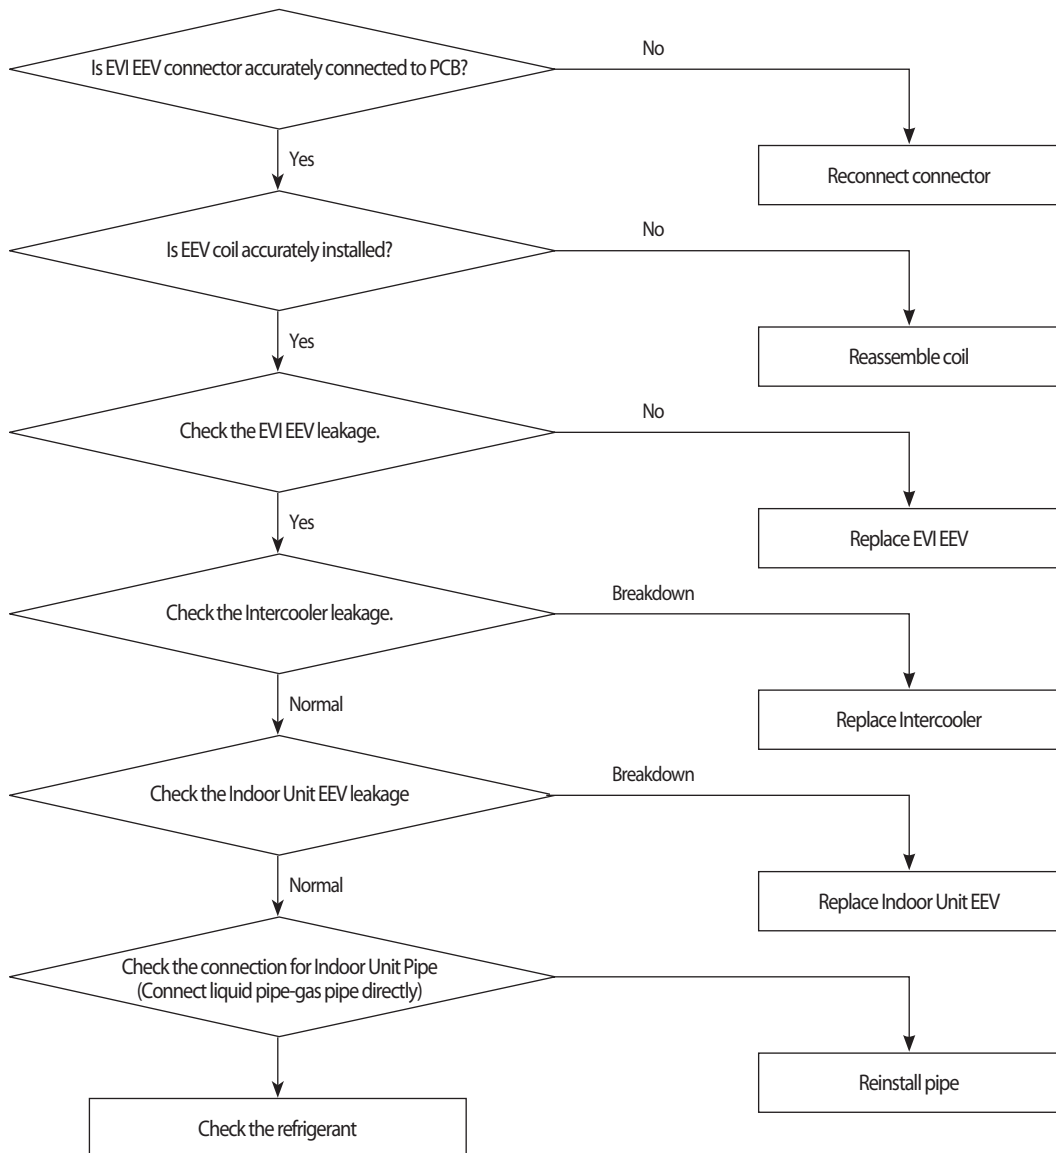 Is EVI EEV connector accurately connected to PCB?
No
Yes
Reconnect connector
Is EEV coil accurately installed?
No
Yes
Reassemble coil
Check the EVI EEV leakage.
No
Yes
Replace EVI EEV
Check the Intercooler leakage.
Breakdown
Normal
Replace Intercooler
Check the Indoor Unit EEV leakage
Breakdown
Normal
Replace Indoor Unit EEV
Check the connection for Indoor Unit Pipe
(Connect liquid pipe-gas pipe directly)
Reinstall pipe
Check the refrigerant